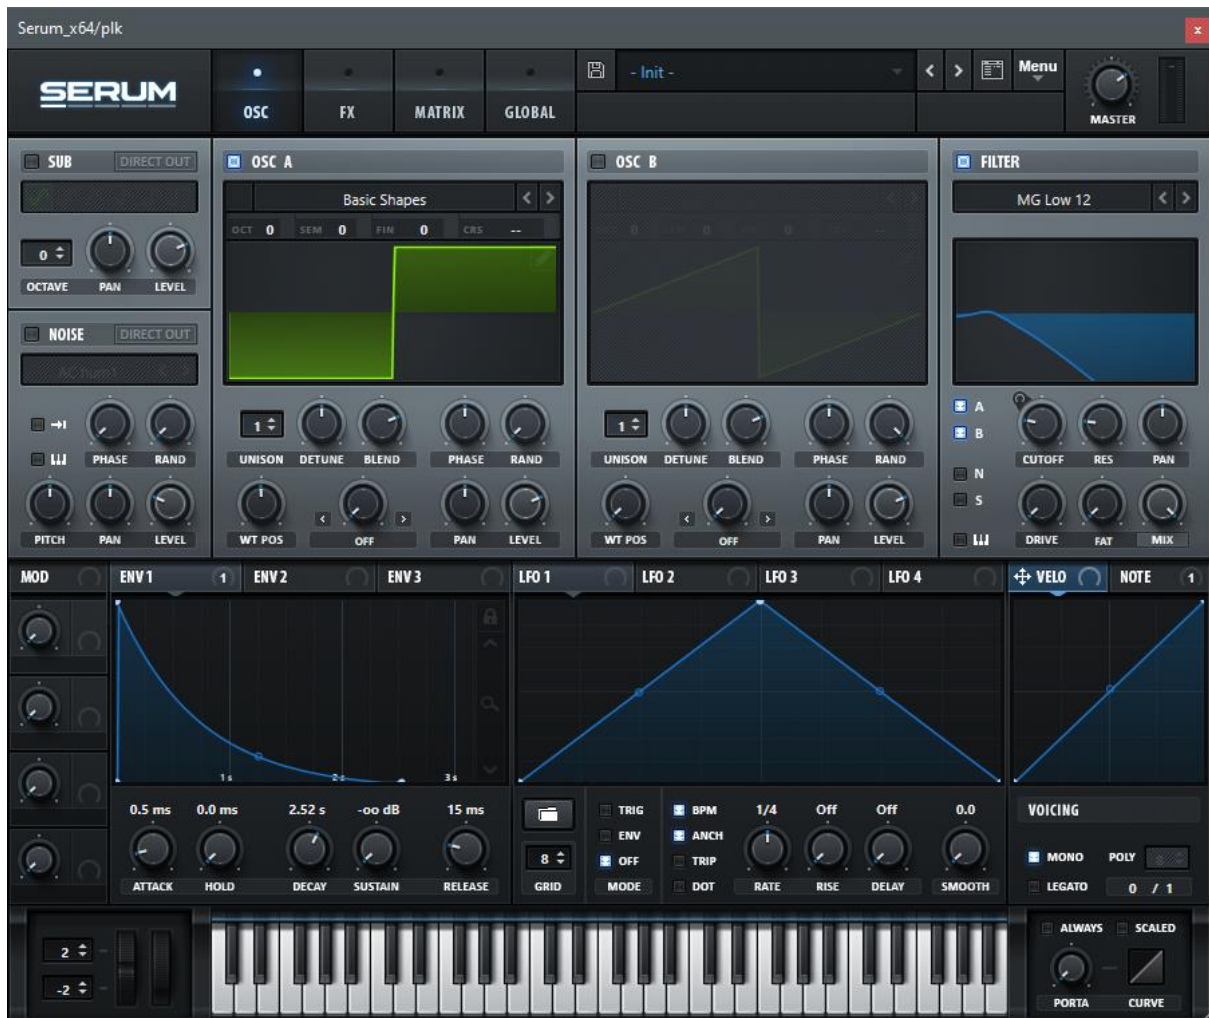 Serum_x64/plk
x
SERUM
OSC FX MATRIX GLOBAL
- Init -
Menu
MASTER
SUB DIRECT OUT
0
OCTAVE PAN LEVEL
NOISE DIRECT OUT
AC hum1
PHASE RAND
PITCH PAN LEVEL
OSC A
Basic Shapes
OCT 0 SEM 0 FIN 0 CRS --
1
UNISON DETUNE BLEND PHASE RAND
WT POS OFF PAN LEVEL
OSC B
1
UNISON DETUNE BLEND PHASE RAND
WT POS OFF PAN LEVEL
FILTER
MG Low 12
A
B
N
S
CUTOFF RES PAN
DRIVE FAT MIX
MOD ENV 1 1 ENV 2 ENV 3 LFO 1 LFO 2 LFO 3 LFO 4 VELO NOTE 1
1 s 2 s 3 s
0.5 ms 0.0 ms 2.52 s -oo dB 15 ms
ATTACK HOLD DECAY SUSTAIN RELEASE
8
GRID
TRIG
ENV
OFF
MODE
BPM
ANCH
TRIP
DOT
1/4 Off Off 0.0
RATE RISE DELAY SMOOTH
VOICING
MONO POLY 8
LEGATO 0 / 1
2
-2
ALWAYS SCALED
PORTA CURVE